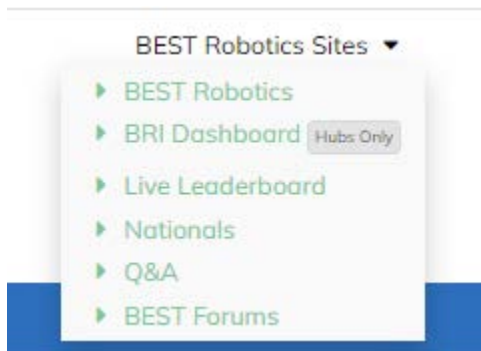 BEST Robotics Sites
BEST Robotics
BRI Dashboard Hubs Only
Live Leaderboard
Nationals
Q&A
BEST Forums